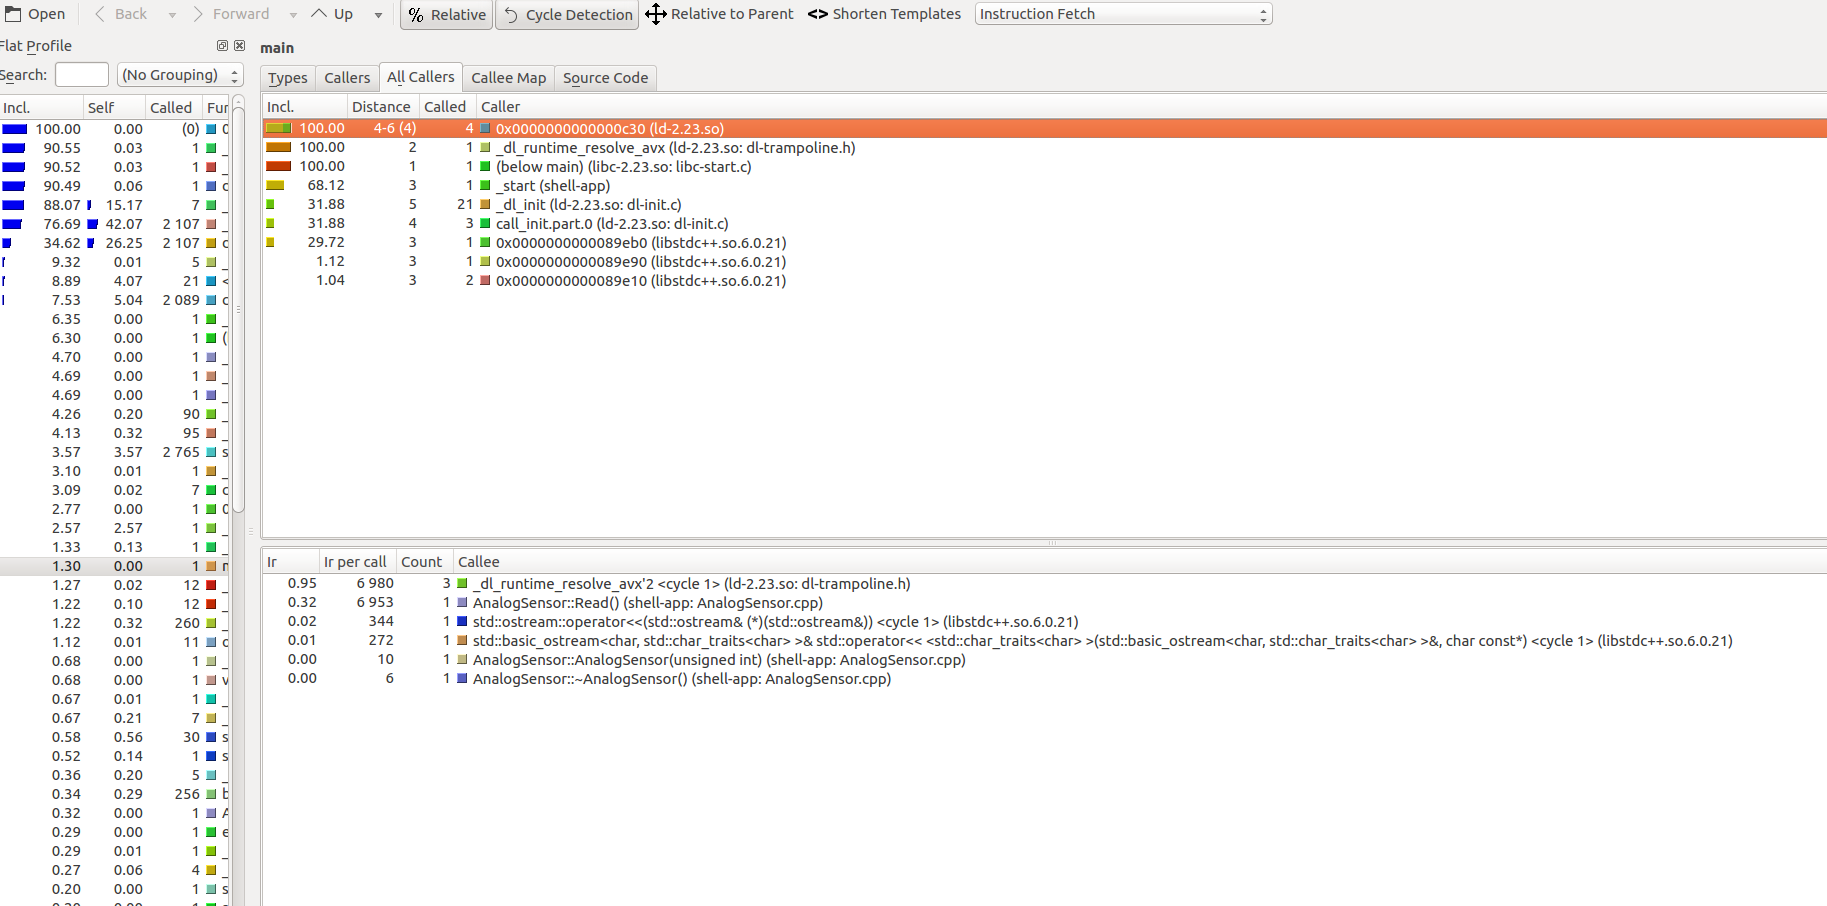 Open Back Forward Up % Relative Cycle Detection Relative to Parent <> Shorten Templates Instruction Fetch
Flat Profile
Search: (No Grouping)
Incl. Self Called Fun
100.00 0.00 (0) 0
90.55 0.03 1 _
90.52 0.03 1 _
90.49 0.06 1
88.07 15.17 7 _
76.69 42.07 2 107 _
34.62 26.25 2 107
9.32 0.01 5 _
8.89 4.07 21 <
7.53 5.04 2 089
6.35 0.00 1 _
6.30 0.00 1 (
4.70 0.00 1 _
4.69 0.00 1 _
4.69 0.00 1 _
4.26 0.20 90 _
4.13 0.32 95 _
3.57 3.57 2 765 s
3.10 0.01 1 _
3.09 0.02 7
2.77 0.00 1 0
2.57 2.57 1 _
1.33 0.13 1 _
1.30 0.00 1
1.27 0.02 12 _
1.22 0.10 12 _
1.22 0.32 260 _
1.12 0.01 11
0.68 0.00 1 _
0.68 0.00 1 v
0.67 0.01 1 _
0.67 0.21 7 _
0.58 0.56 30 s
0.52 0.14 1 s
0.36 0.20 5 _
0.34 0.29 256 b
0.32 0.00 1 A
0.29 0.00 1 e
0.29 0.01 1 _
0.27 0.06 4 _
0.20 0.00 1 s
main
Types Callers All Callers Callee Map Source Code
Incl. Distance Called Caller
100.00 4-6 (4) 4 0x0000000000000c30 (ld-2.23.so)
100.00 2 1 _dl_runtime_resolve_avx (ld-2.23.so: dl-trampoline.h)
100.00 1 1 (below main) (libc-2.23.so: libc-start.c)
68.12 3 1 _start (shell-app)
31.88 5 21 _dl_init (ld-2.23.so: dl-init.c)
31.88 4 3 call_init.part.0 (ld-2.23.so: dl-init.c)
29.72 3 1 0x0000000000089eb0 (libstdc++.so.6.0.21)
1.12 3 1 0x0000000000089e90 (libstdc++.so.6.0.21)
1.04 3 2 0x0000000000089e10 (libstdc++.so.6.0.21)
Ir Ir per call Count Callee
0.95 6 980 3 _dl_runtime_resolve_avx'2 <cycle 1> (ld-2.23.so: dl-trampoline.h)
0.32 6 953 1 AnalogSensor::Read() (shell-app: AnalogSensor.cpp)
0.02 344 1 std::ostream::operator<<(std::ostream& (*)(std::ostream&)) <cycle 1> (libstdc++.so.6.0.21)
0.01 272 1 std::basic_ostream<char, std::char_traits<char> >& std::operator<< <std::char_traits<char> >(std::basic_ostream<char, std::char_traits<char> >&, char const*) <cycle 1> (libstdc++.so.6.0.21)
0.00 10 1 AnalogSensor::AnalogSensor(unsigned int) (shell-app: AnalogSensor.cpp)
0.00 6 1 AnalogSensor::~AnalogSensor() (shell-app: AnalogSensor.cpp)